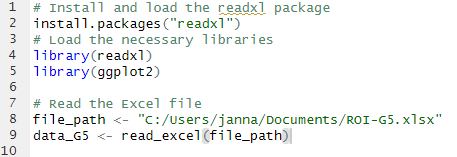 1 # Install and load the readxl package
2 install.packages("readxl")
3 # Load the necessary libraries
4 library(readxl)
5 library(ggplot2)
6
7 # Read the Excel file
8 file_path <- "C:/Users/janna/Documents/ROI-G5.xlsx"
9 data_G5 <- read_excel(file_path)
10